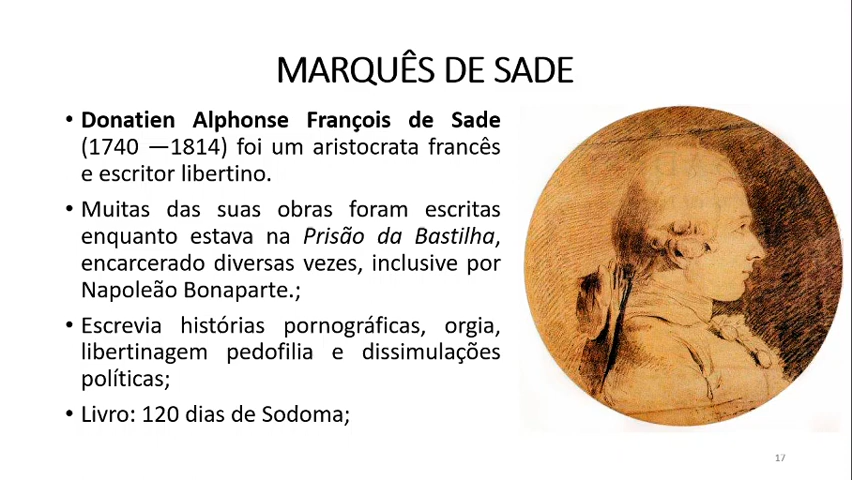 MARQUÊS DE SADE
• Donatien Alphonse François de Sade
(1740 —1814) foi um aristocrata francês
e escritor libertino.
• Muitas das suas obras foram escritas
enquanto estava na Prisão da Bastilha,
encarcerado diversas vezes, inclusive por
Napoleão Bonaparte.;
• Escrevia histórias pornográficas, orgia,
libertinagem pedofilia e dissimulações
políticas;
• Livro: 120 dias de Sodoma;
17